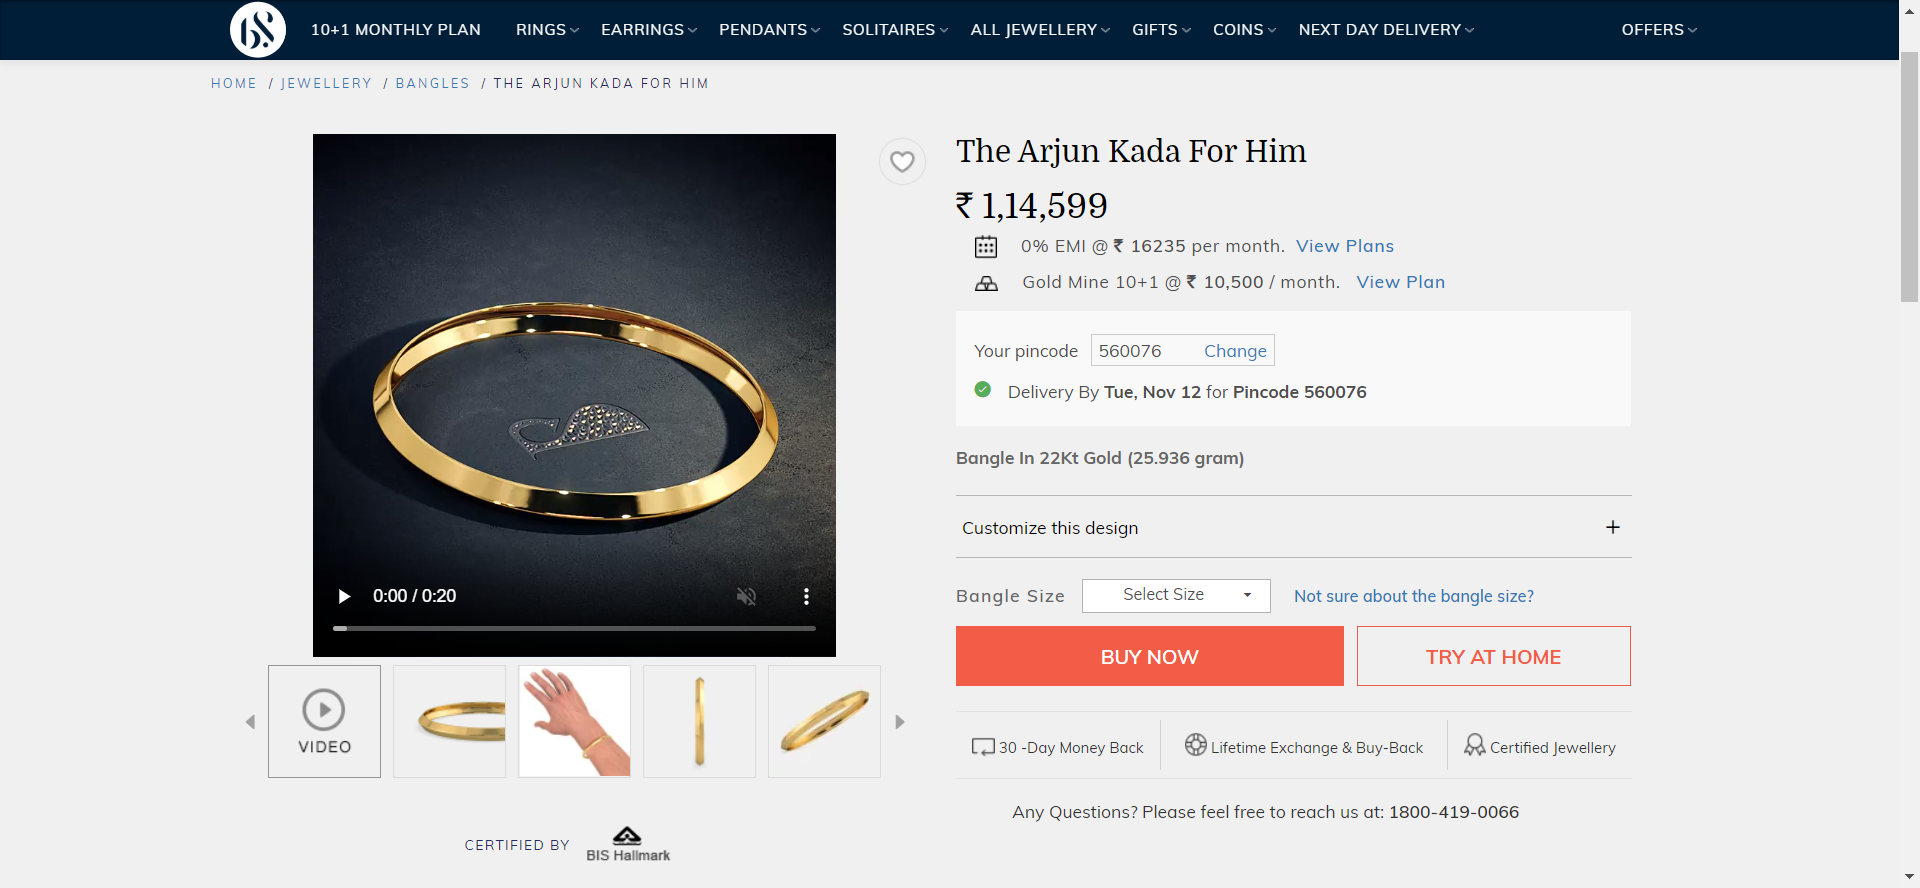 10+1 MONTHLY PLAN RINGS EARRINGS PENDANTS SOLITAIRES ALL JEWELLERY GIFTS COINS NEXT DAY DELIVERY OFFERS
HOME / JEWELLERY / BANGLES / THE ARJUN KADA FOR HIM
The Arjun Kada For Him
₹ 1,14,599
0% EMI @ ₹ 16235 per month. View Plans
Gold Mine 10+1 @ ₹ 10,500 / month. View Plan
Your pincode 560076 Change
Delivery By Tue, Nov 12 for Pincode 560076
Bangle In 22Kt Gold (25.936 gram)
Customize this design +
Bangle Size Select Size Not sure about the bangle size?
BUY NOW TRY AT HOME
30 -Day Money Back Lifetime Exchange & Buy-Back Certified Jewellery
Any Questions? Please feel free to reach us at: 1800-419-0066
0:00 / 0:20
VIDEO
CERTIFIED BY BIS Hallmark